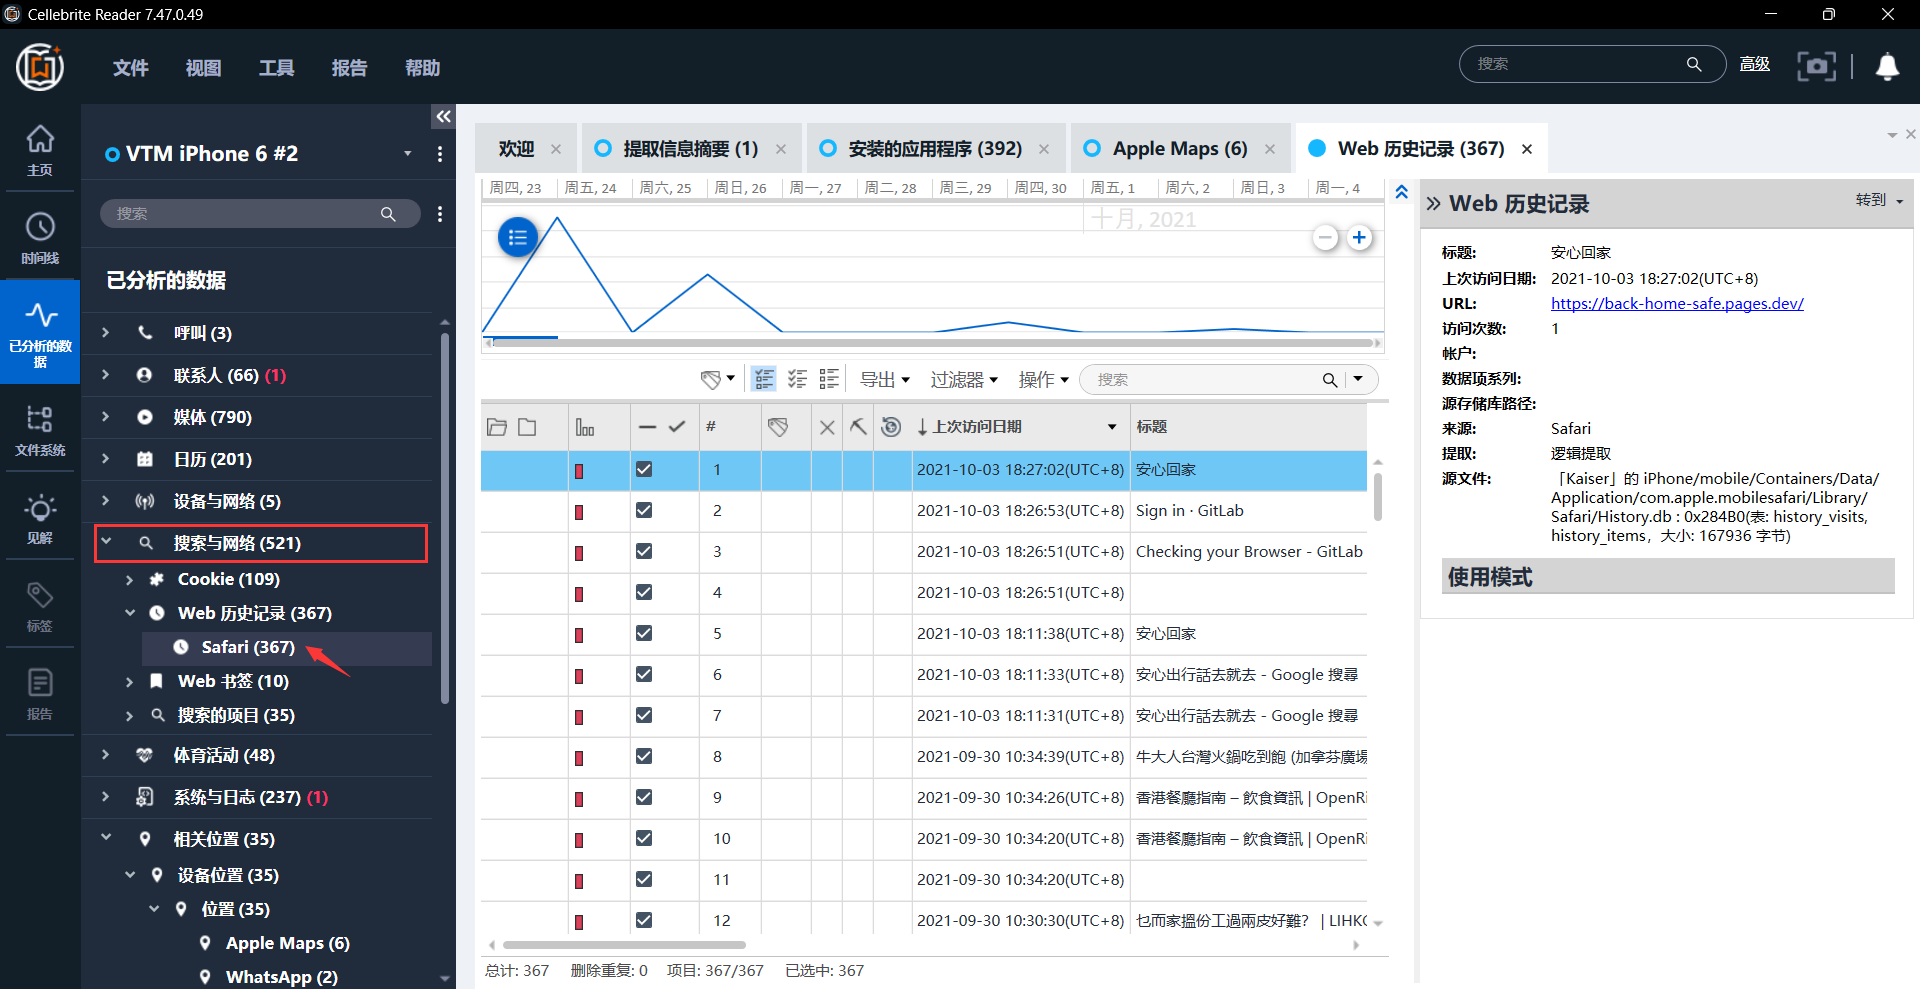 Cellebrite Reader 7.47.0.49
文件 视图 工具 报告 帮助
搜索
高级
主页
时间线
已分析的数据
文件系统
见解
标签
报告
VTM iPhone 6 #2
搜索
已分析的数据
呼叫 (3)
联系人 (66) (1)
媒体 (790)
日历 (201)
设备与网络 (5)
搜索与网络 (521)
Cookie (109)
Web 历史记录 (367)
Safari (367)
Web 书签 (10)
搜索的项目 (35)
体育活动 (48)
系统与日志 (237) (1)
相关位置 (35)
设备位置 (35)
位置 (35)
Apple Maps (6)
WhatsApp (2)
欢迎 提取信息摘要 (1) 安装的应用程序 (392) Apple Maps (6) Web 历史记录 (367)
周四, 23 周五, 24 周六, 25 周日, 26 周一, 27 周二, 28 周三, 29 周四, 30 周五, 1 周六, 2 周日, 3 周一, 4
十月, 2021
导出 过滤器 操作 搜索
# 上次访问日期 标题
1 2021-10-03 18:27:02(UTC+8) 安心回家
2 2021-10-03 18:26:53(UTC+8) Sign in · GitLab
3 2021-10-03 18:26:51(UTC+8) Checking your Browser - GitLab
4 2021-10-03 18:26:51(UTC+8)
5 2021-10-03 18:11:38(UTC+8) 安心回家
6 2021-10-03 18:11:33(UTC+8) 安心出行話去就去 - Google 搜尋
7 2021-10-03 18:11:31(UTC+8) 安心出行話去就去 - Google 搜尋
8 2021-09-30 10:34:39(UTC+8) 牛大人台灣火鍋吃到飽 (加拿芬廣場
9 2021-09-30 10:34:26(UTC+8) 香港餐廳指南 – 飲食資訊 | OpenRi
10 2021-09-30 10:34:20(UTC+8) 香港餐廳指南 – 飲食資訊 | OpenRi
11 2021-09-30 10:34:20(UTC+8)
12 2021-09-30 10:30:30(UTC+8) 乜而家搵份工過兩皮好難？ | LIHKG
总计: 367 删除重复: 0 项目: 367/367 已选中: 367
Web 历史记录 转到
标题: 安心回家
上次访问日期: 2021-10-03 18:27:02(UTC+8)
URL: https://back-home-safe.pages.dev/
访问次数: 1
帐户:
数据项系列:
源存储库路径:
来源: Safari
提取: 逻辑提取
源文件: 「Kaiser」的 iPhone/mobile/Containers/Data/
Application/com.apple.mobilesafari/Library/
Safari/History.db : 0x284B0(表: history_visits,
history_items，大小: 167936 字节)
使用模式